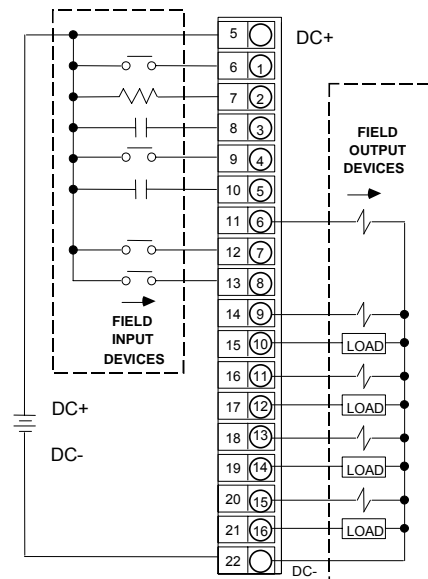 5 DC+
6 1
7 2
8 3
9 4
10 5
11 6
12 7
13 8
14 9
15 10 LOAD
16 11
17 12 LOAD
18 13
19 14 LOAD
20 15
21 16 LOAD
22 DC-
FIELD
OUTPUT
DEVICES
FIELD
INPUT
DEVICES
DC+
DC-